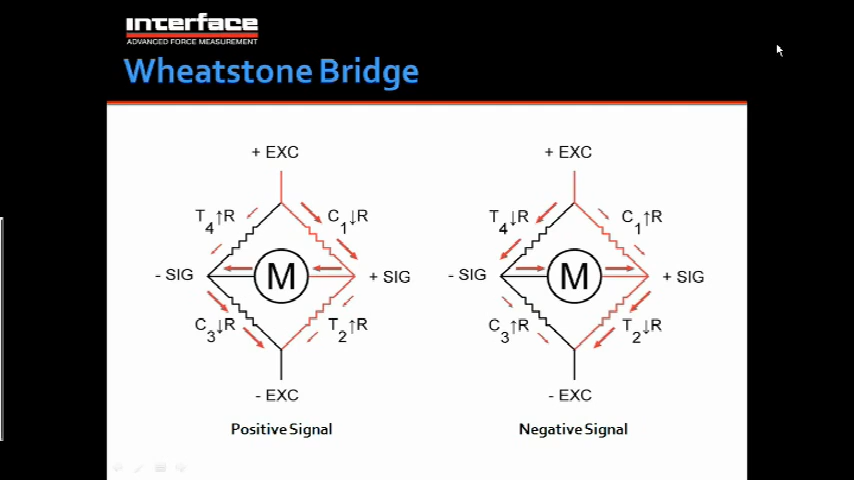 interface
ADVANCED FORCE MEASUREMENT
Wheatstone Bridge
+ EXC
T4↑R
C1↓R
- SIG
M
+ SIG
C3↓R
T2↑R
- EXC
Positive Signal
+ EXC
T4↓R
C1↑R
- SIG
M
+ SIG
C3↑R
T2↓R
- EXC
Negative Signal